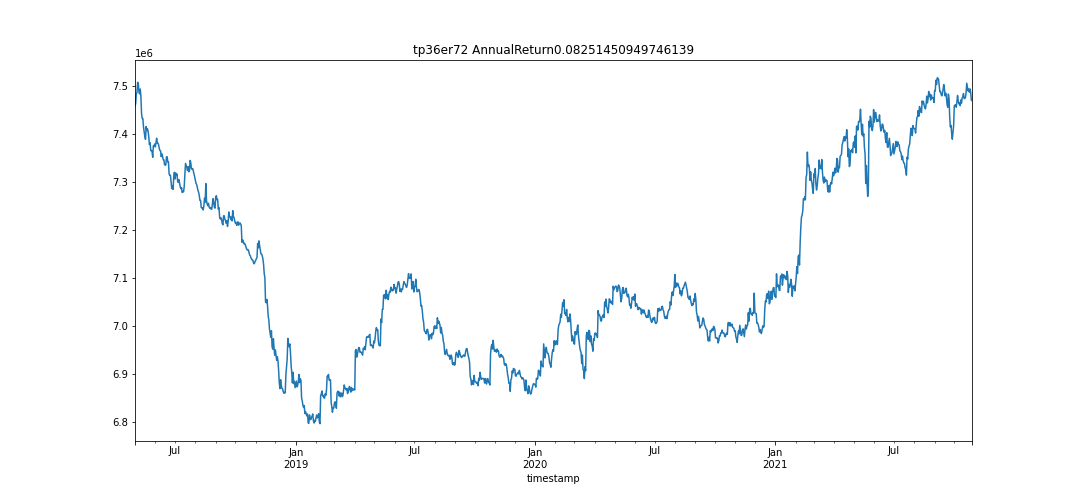 tp36er72 AnnualReturn0.08251450949746139
1e6
7.5
7.4
7.3
7.2
7.1
7.0
6.9
6.8
Jul Jan Jul Jan Jul Jan Jul
2019 2020 2021
timestamp